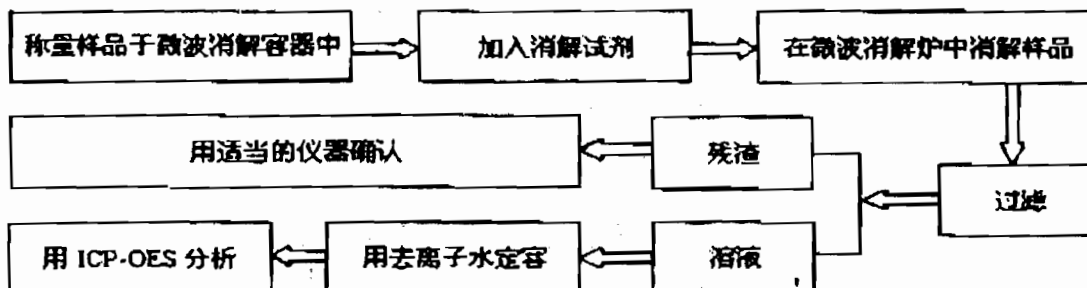 称量样品于微波消解容器中
加入消解试剂
在微波消解炉中消解样品
用适当的仪器确认
残渣
过滤
用 ICP-OES 分析
用去离子水定容
溶液